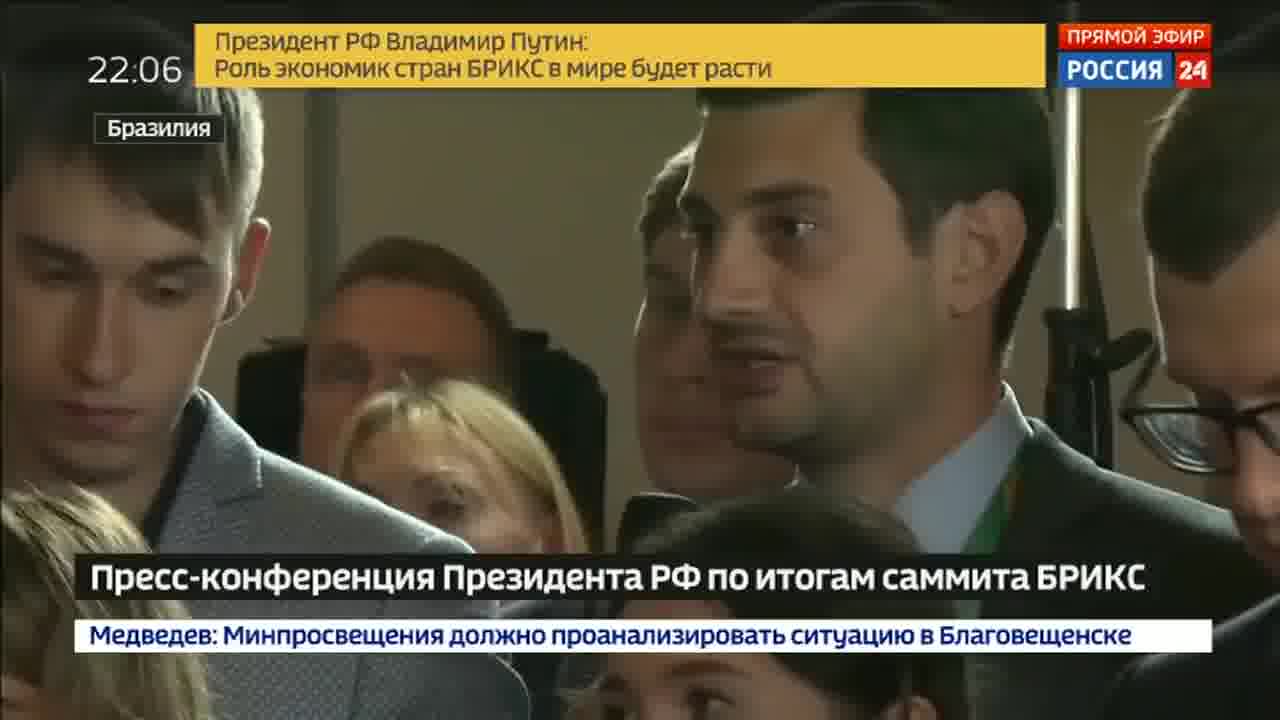 22:06
Президент РФ Владимир Путин:
Роль экономик стран БРИКС в мире будет расти
ПРЯМОЙ ЭФИР
РОССИЯ 24
Бразилия
Пресс-конференция Президента РФ по итогам саммита БРИКС
Медведев: Минпросвещения должно проанализировать ситуацию в Благовещенске